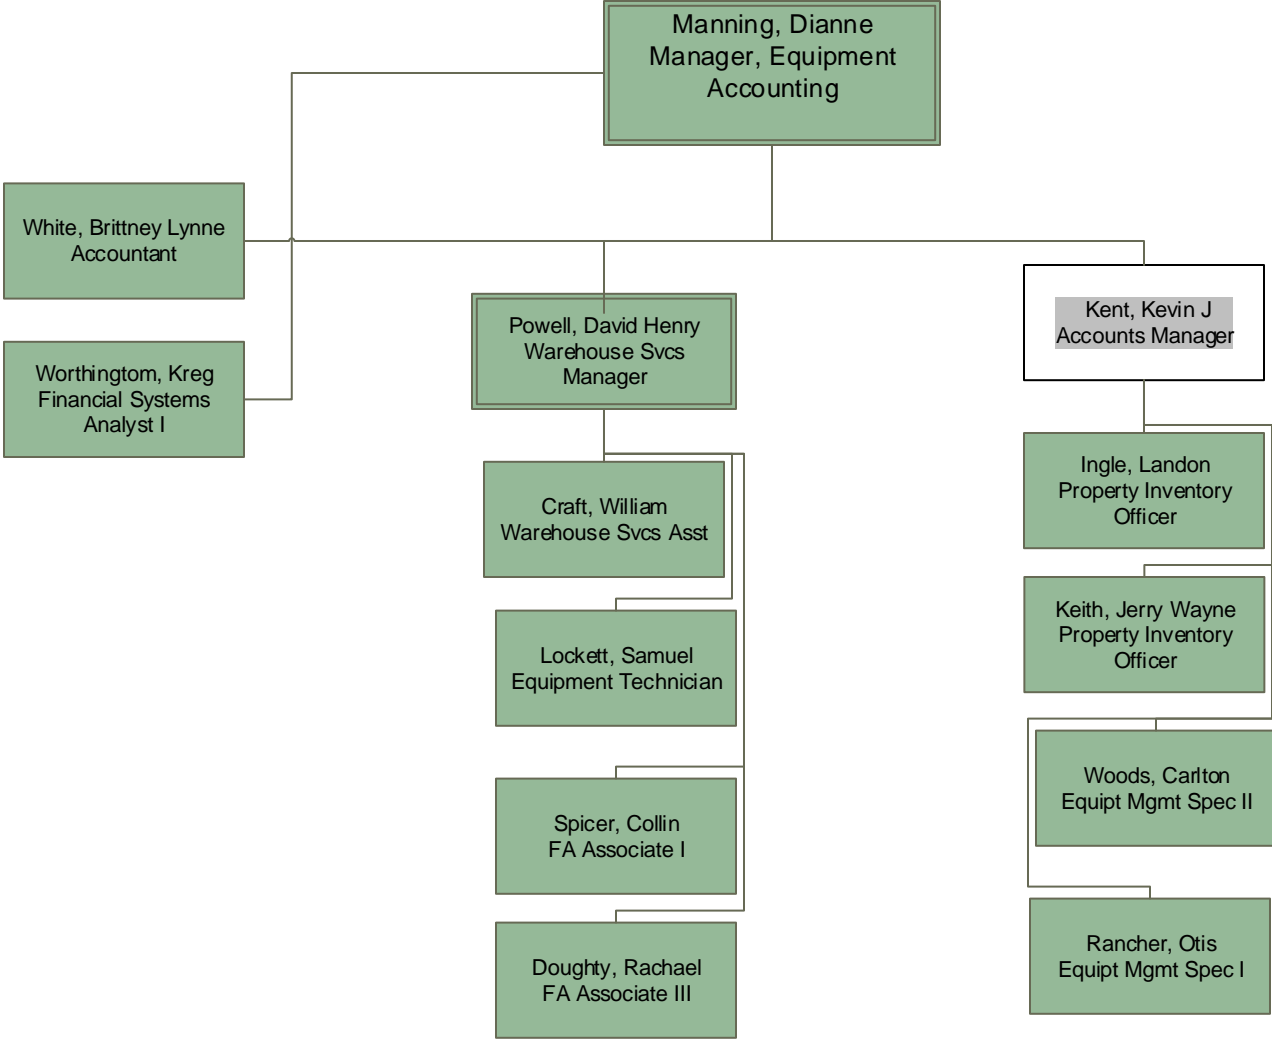 Manning, Dianne
Manager, Equipment
Accounting
White, Brittney Lynne
Accountant
Worthingtom, Kreg
Financial Systems
Analyst I
Powell, David Henry
Warehouse Svcs
Manager
Kent, Kevin J
Accounts Manager
Craft, William
Warehouse Svcs Asst
Lockett, Samuel
Equipment Technician
Spicer, Collin
FA Associate I
Doughty, Rachael
FA Associate III
Ingle, Landon
Property Inventory
Officer
Keith, Jerry Wayne
Property Inventory
Officer
Woods, Carlton
Equipt Mgmt Spec II
Rancher, Otis
Equipt Mgmt Spec I